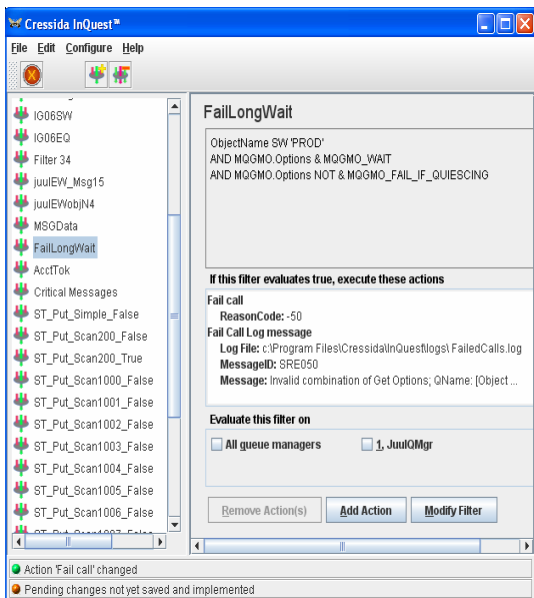 Cressida InQuest™
File Edit Configure Help
IG06SW
IG06EQ
Filter 34
juulEW_Msg15
juulEWobjN4
MSGData
FailLongWait
AcctTok
Critical Messages
ST_Put_Simple_False
ST_Put_Scan200_False
ST_Put_Scan200_True
ST_Put_Scan1000_False
ST_Put_Scan1001_False
ST_Put_Scan1002_False
ST_Put_Scan1003_False
ST_Put_Scan1004_False
ST_Put_Scan1005_False
ST_Put_Scan1006_False
FailLongWait
ObjectName SW 'PROD'
AND MQGMO.Options & MQGMO_WAIT
AND MQGMO.Options NOT & MQGMO_FAIL_IF_QUIESCING
If this filter evaluates true, execute these actions
Fail call
ReasonCode: -50
Fail Call Log message
Log File: c:\Program Files\Cressida\InQuest\logs\ FailedCalls.log
MessageID: SRE050
Message: Invalid combination of Get Options; QName: [Object ...
Evaluate this filter on
All queue managers 1, JuulQMgr
Remove Action(s) Add Action Modify Filter
Action 'Fail call' changed
Pending changes not yet saved and implemented